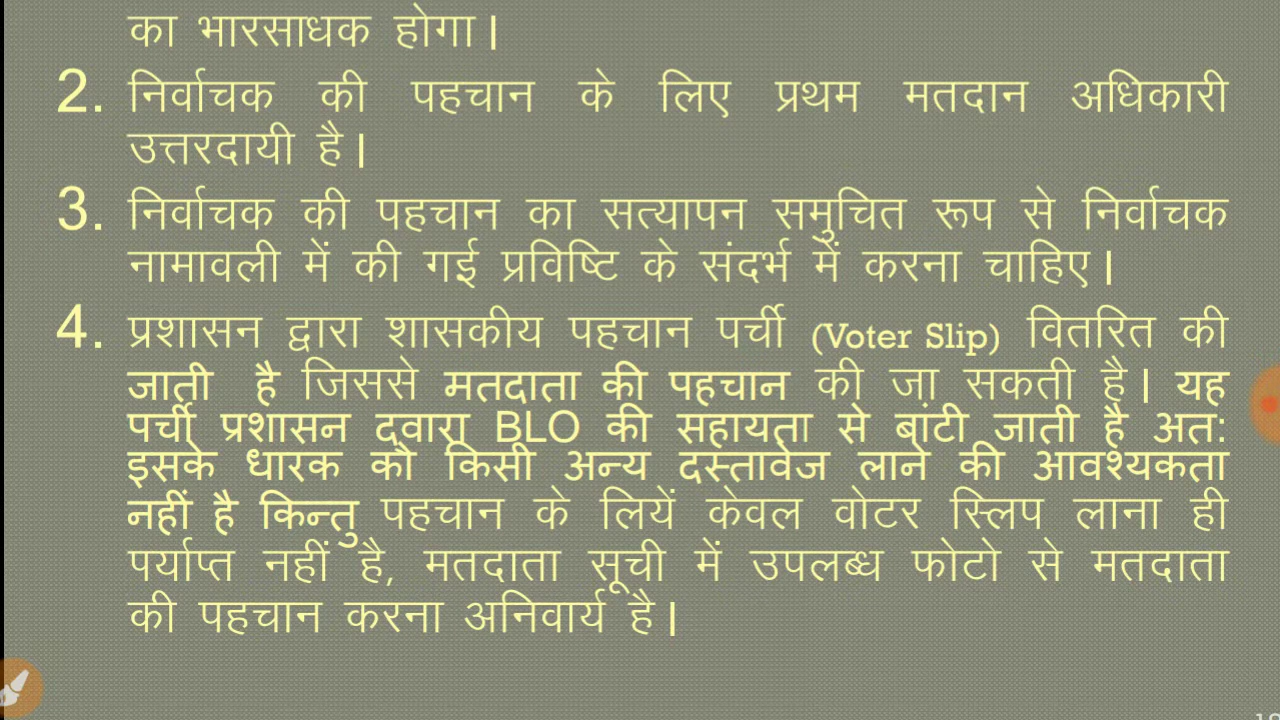 का भारसाधक होगा।
2. निर्वाचक की पहचान के लिए प्रथम मतदान अधिकारी
उत्तरदायी है।
3. निर्वाचक की पहचान का सत्यापन समुचित रूप से निर्वाचक
नामावली में की गई प्रविष्टि के संदर्भ में करना चाहिए।
4. प्रशासन द्वारा शासकीय पहचान पर्ची (Voter Slip) वितरित की
जाती है जिससे मतदाता की पहचान की जा सकती है। यह
पर्ची प्रशासन द्वारा BLO की सहायता से बांटी जाती है अत:
इसके धारक को किसी अन्य दस्तावेज लाने की आवश्यकता
नहीं है किन्तु पहचान के लियें केवल वोटर स्लिप लाना ही
पर्याप्त नहीं है, मतदाता सूची में उपलब्ध फोटो से मतदाता
की पहचान करना अनिवार्य है।